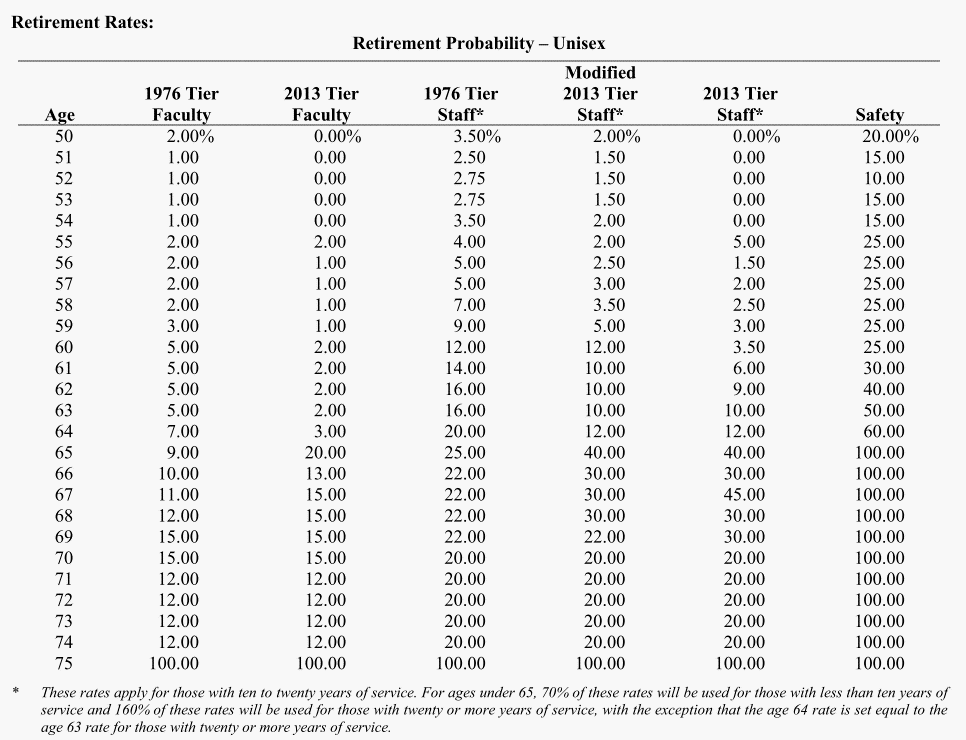 Retirement Rates:
Retirement Probability – Unisex
Modified
1976 Tier 2013 Tier 1976 Tier 2013 Tier 2013 Tier
Age Faculty Faculty Staff* Staff* Staff* Safety
50 2.00% 0.00% 3.50% 2.00% 0.00% 20.00%
51 1.00 0.00 2.50 1.50 0.00 15.00
52 1.00 0.00 2.75 1.50 0.00 10.00
53 1.00 0.00 2.75 1.50 0.00 15.00
54 1.00 0.00 3.50 2.00 0.00 15.00
55 2.00 2.00 4.00 2.00 5.00 25.00
56 2.00 1.00 5.00 2.50 1.50 25.00
57 2.00 1.00 5.00 3.00 2.00 25.00
58 2.00 1.00 7.00 3.50 2.50 25.00
59 3.00 1.00 9.00 5.00 3.00 25.00
60 5.00 2.00 12.00 12.00 3.50 25.00
61 5.00 2.00 14.00 10.00 6.00 30.00
62 5.00 2.00 16.00 10.00 9.00 40.00
63 5.00 2.00 16.00 10.00 10.00 50.00
64 7.00 3.00 20.00 12.00 12.00 60.00
65 9.00 20.00 25.00 40.00 40.00 100.00
66 10.00 13.00 22.00 30.00 30.00 100.00
67 11.00 15.00 22.00 30.00 45.00 100.00
68 12.00 15.00 22.00 30.00 30.00 100.00
69 15.00 15.00 22.00 22.00 30.00 100.00
70 15.00 15.00 20.00 20.00 20.00 100.00
71 12.00 12.00 20.00 20.00 20.00 100.00
72 12.00 12.00 20.00 20.00 20.00 100.00
73 12.00 12.00 20.00 20.00 20.00 100.00
74 12.00 12.00 20.00 20.00 20.00 100.00
75 100.00 100.00 100.00 100.00 100.00 100.00
* These rates apply for those with ten to twenty years of service. For ages under 65, 70% of these rates will be used for those with less than ten years of
service and 160% of these rates will be used for those with twenty or more years of service, with the exception that the age 64 rate is set equal to the
age 63 rate for those with twenty or more years of service.